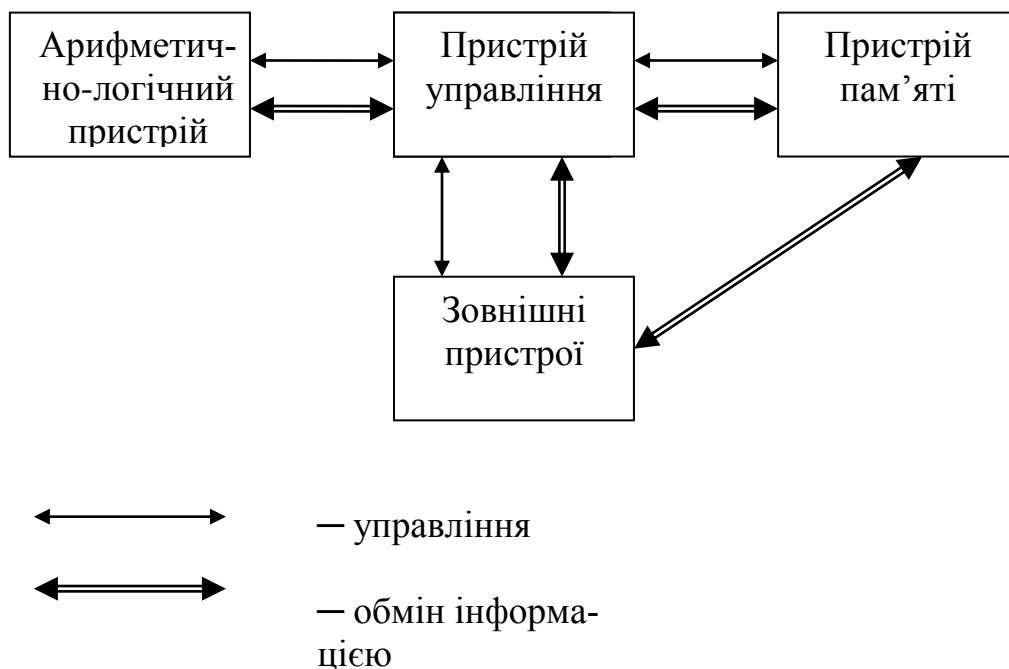 Арифметич-
но-логічний
пристрій
Пристрій
управління
Пристрій
пам’яті
Зовнішні
пристрої
— управління
— обмін інформа-
цією